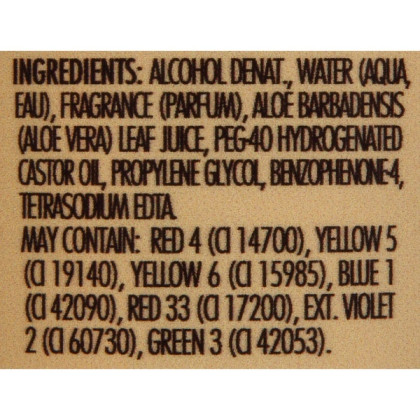 INGREDIENTS: ALCOHOL DENAT., WATER (AQUA,
EAU), FRAGRANCE (PARFUM), ALOE BARBADENSIS
(ALOE VERA) LEAF JUICE, PEG-40 HYDROGENATED
CASTOR OIL, PROPYLENE GLYCOL, BENZOPHENONE-4,
TETRASODIUM EDTA.
MAY CONTAIN: RED 4 (CI 14700), YELLOW 5
(CI 19140), YELLOW 6 (CI 15985), BLUE 1
(CI 42090), RED 33 (CI 17200), EXT. VIOLET
2 (CI 60730), GREEN 3 (CI 42053).